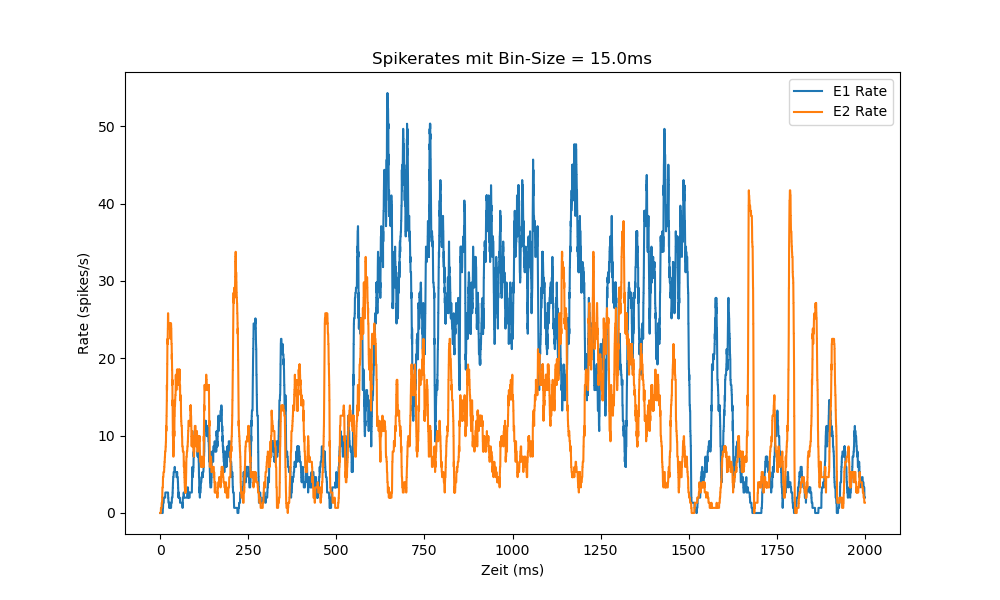 Spikerates mit Bin-Size = 15.0ms
E1 Rate
E2 Rate
50
40
30
20
10
0
Rate (spikes/s)
0 250 500 750 1000 1250 1500 1750 2000
Zeit (ms)